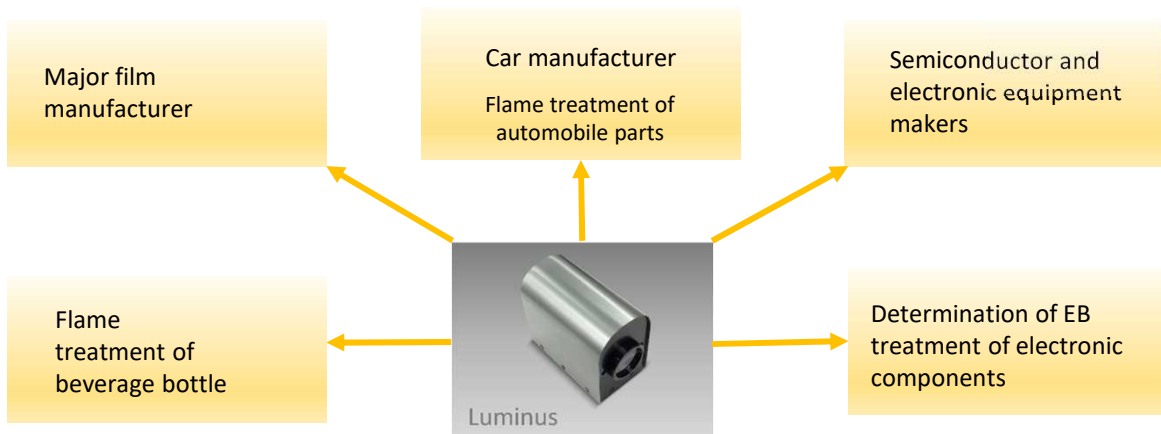 Major film
manufacturer
Car manufacturer
Flame treatment of
automobile parts
Semiconductor and
electronic equipment
makers
Flame
treatment of
beverage bottle
Luminus
Determination of EB
treatment of electronic
components